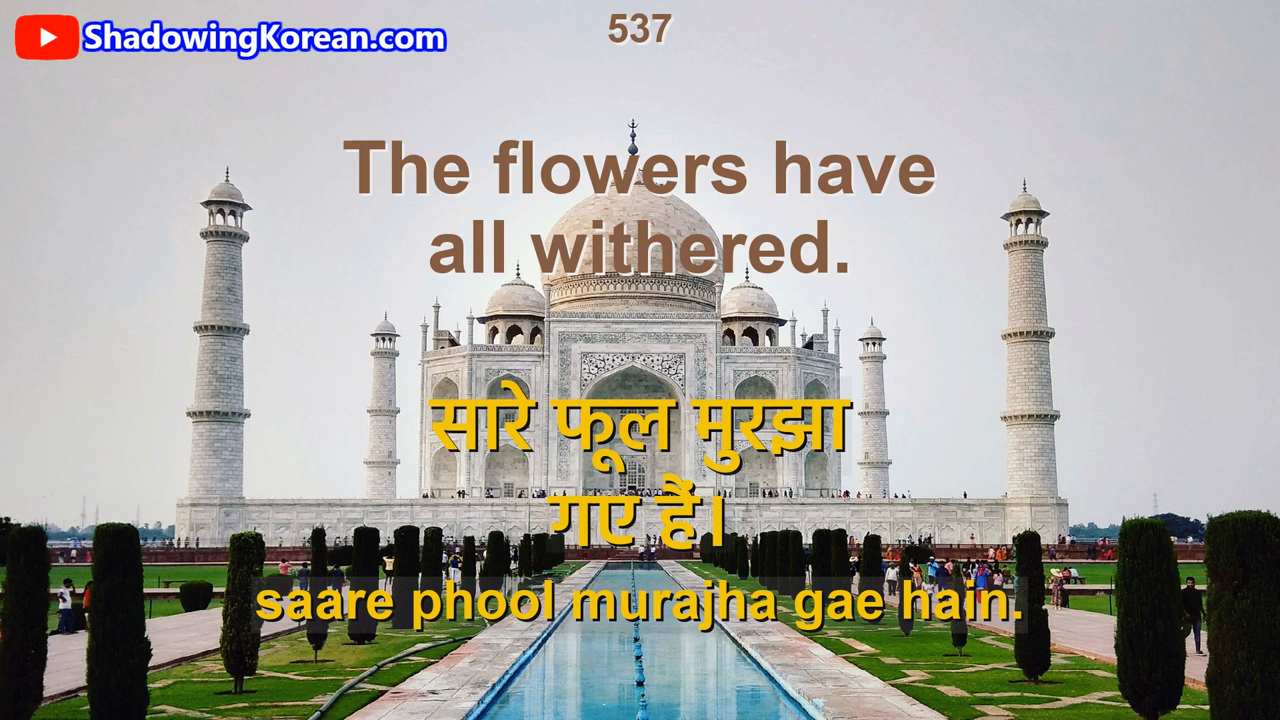 ShadowingKorean.com
537
The flowers have
all withered.
सारे फूल मुरझा
गए हैं।
saare phool murajha gae hain.